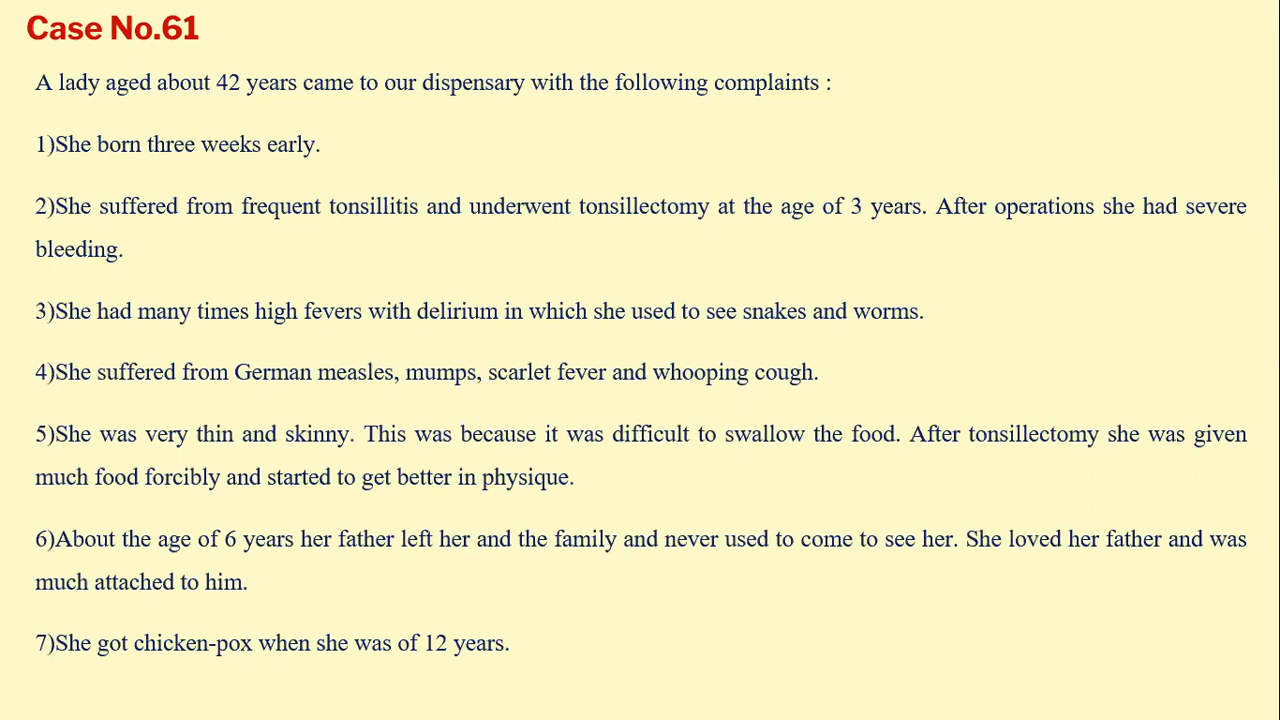 Case No.61
A lady aged about 42 years came to our dispensary with the following complaints :
1)She born three weeks early.
2)She suffered from frequent tonsillitis and underwent tonsillectomy at the age of 3 years. After operations she had severe
bleeding.
3)She had many times high fevers with delirium in which she used to see snakes and worms.
4)She suffered from German measles, mumps, scarlet fever and whooping cough.
5)She was very thin and skinny. This was because it was difficult to swallow the food. After tonsillectomy she was given
much food forcibly and started to get better in physique.
6)About the age of 6 years her father left her and the family and never used to come to see her. She loved her father and was
much attached to him.
7)She got chicken-pox when she was of 12 years.